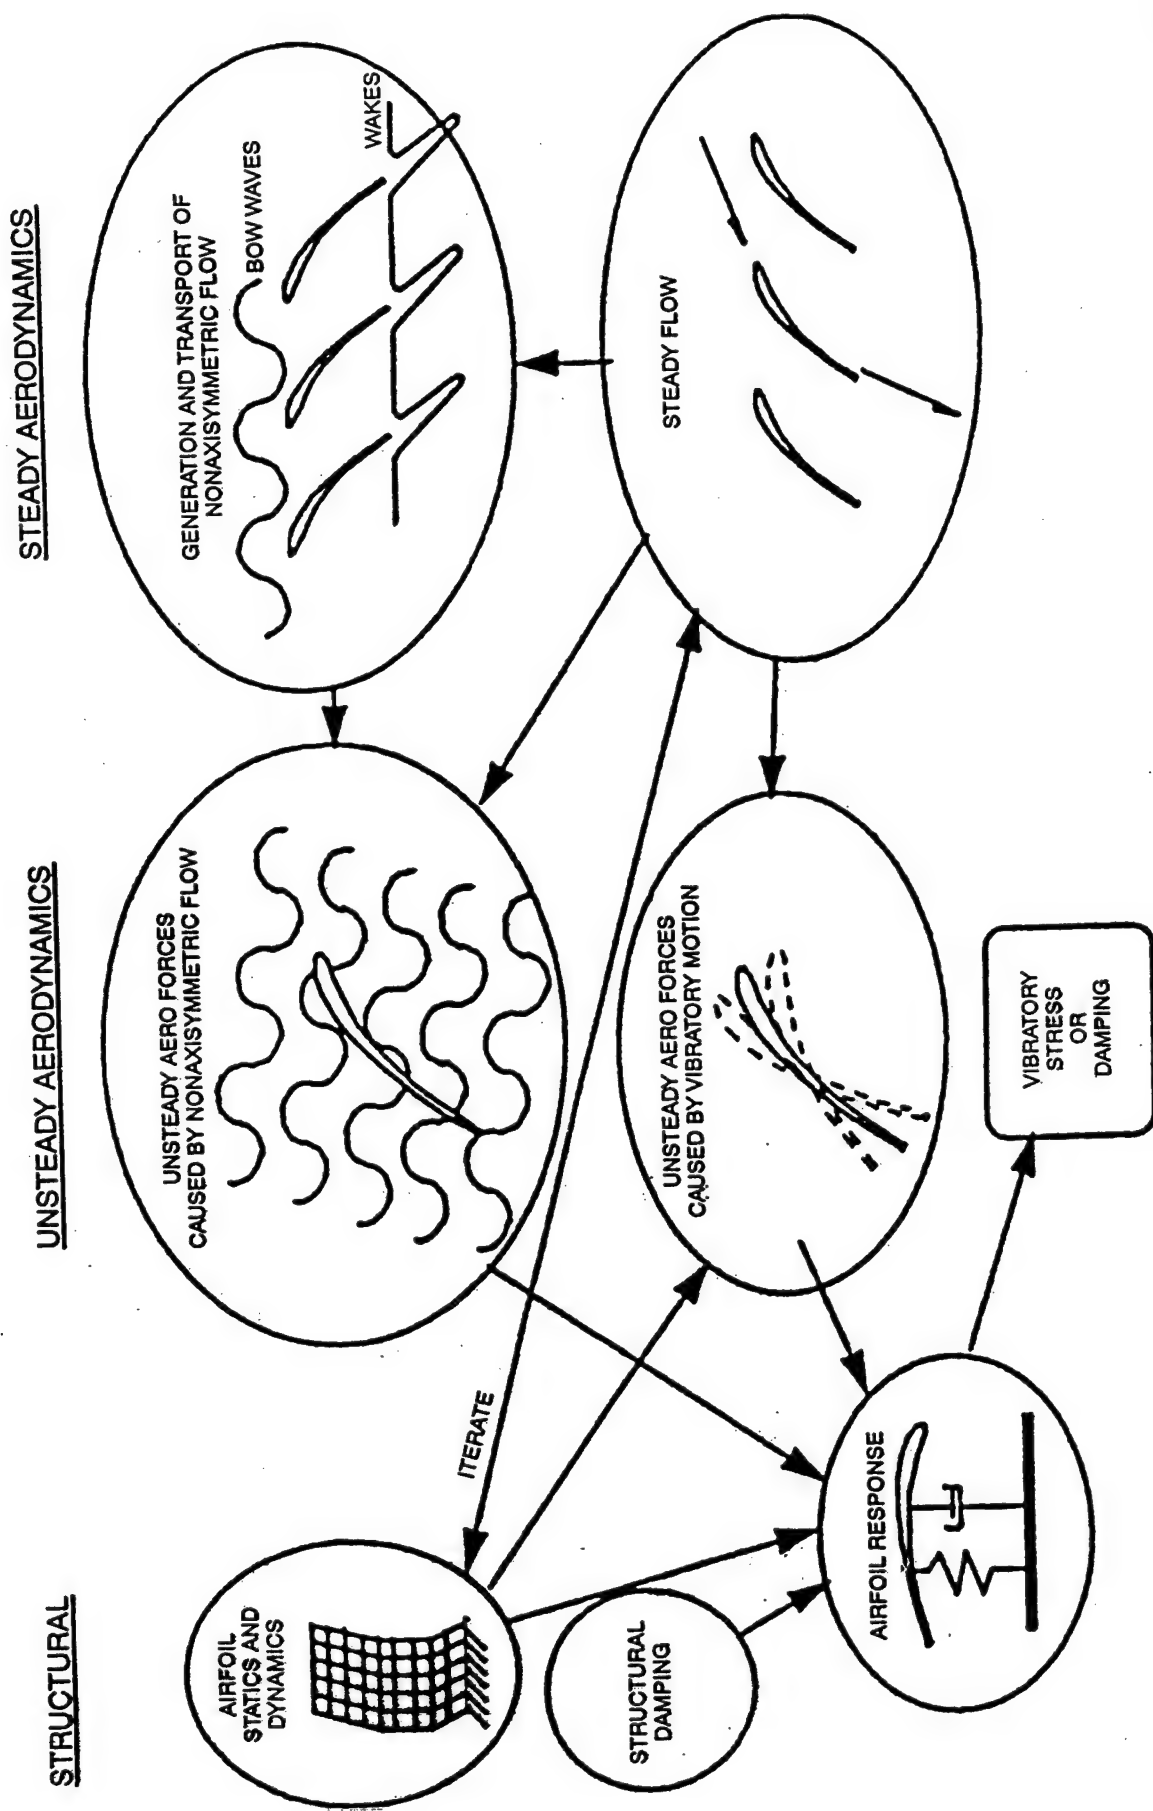 STRUCTURAL
UNSTEADY AERODYNAMICS
STEADY AERODYNAMICS
AIRFOIL
STATICS AND
DYNAMICS
UNSTEADY AERO FORCES
CAUSED BY NONAXISYMMETRIC FLOW
GENERATION AND TRANSPORT OF
NONAXISYMMETRIC FLOW
BOW WAVES
WAKES
ITERATE
STRUCTURAL
DAMPING
UNSTEADY AERO FORCES
CAUSED BY VIBRATORY MOTION
STEADY FLOW
AIRFOIL RESPONSE
VIBRATORY
STRESS
OR
DAMPING